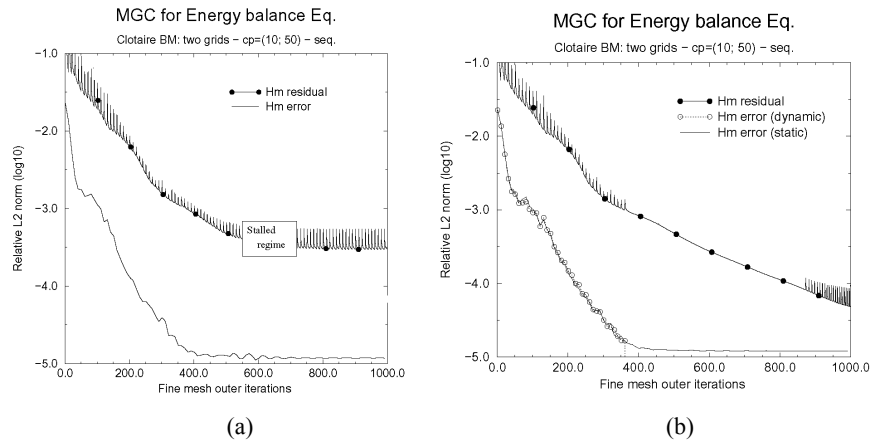 MGC for Energy balance Eq.
Clotaire BM: two grids − cp=(10; 50) − seq.
Relative L2 norm (log10)
−1.0
−2.0
−3.0
−4.0
−5.0
Hm residual
Hm error
Stalled
regime
0.0 200.0 400.0 600.0 800.0 1000.0
Fine mesh outer iterations
(a)
MGC for Energy balance Eq.
Clotaire BM: two grids − cp=(10; 50) − seq.
Relative L2 norm (log10)
−1.0
−2.0
−3.0
−4.0
−5.0
Hm residual
Hm error (dynamic)
Hm error (static)
0.0 200.0 400.0 600.0 800.0 1000.0
Fine mesh outer iterations
(b)